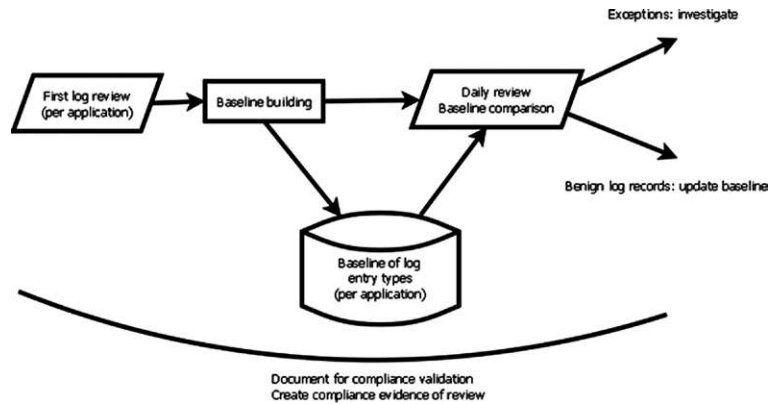 Exceptions: investigate
First log review
(per application)
Baseline building
Daily review
Baseline comparison
Benign log records: update baseline
Baseline of log
entry types
(per application)
Document for compliance validation
Create compliance evidence of review